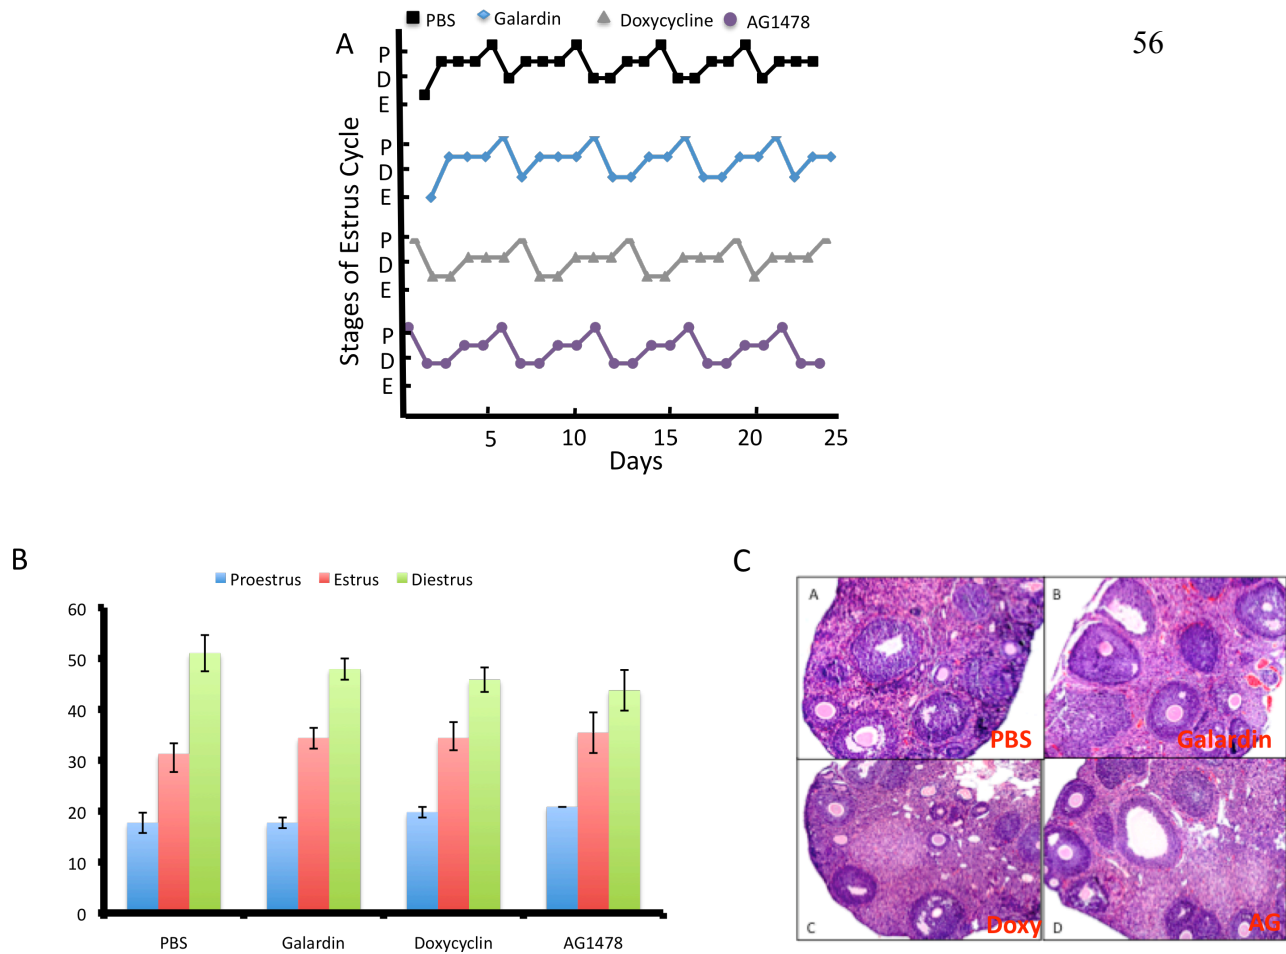 PBS Galardin Doxycycline AG1478
A
56
Stages of Estrus Cycle
P
D
E
P
D
E
P
D
E
P
D
E
5 10 15 20 25
Days
B
Proestrus Estrus Diestrus
60
50
40
30
20
10
0
PBS Galardin Doxycyclin AG1478
C
A B
PBS Galardin
Doxy AG
C D